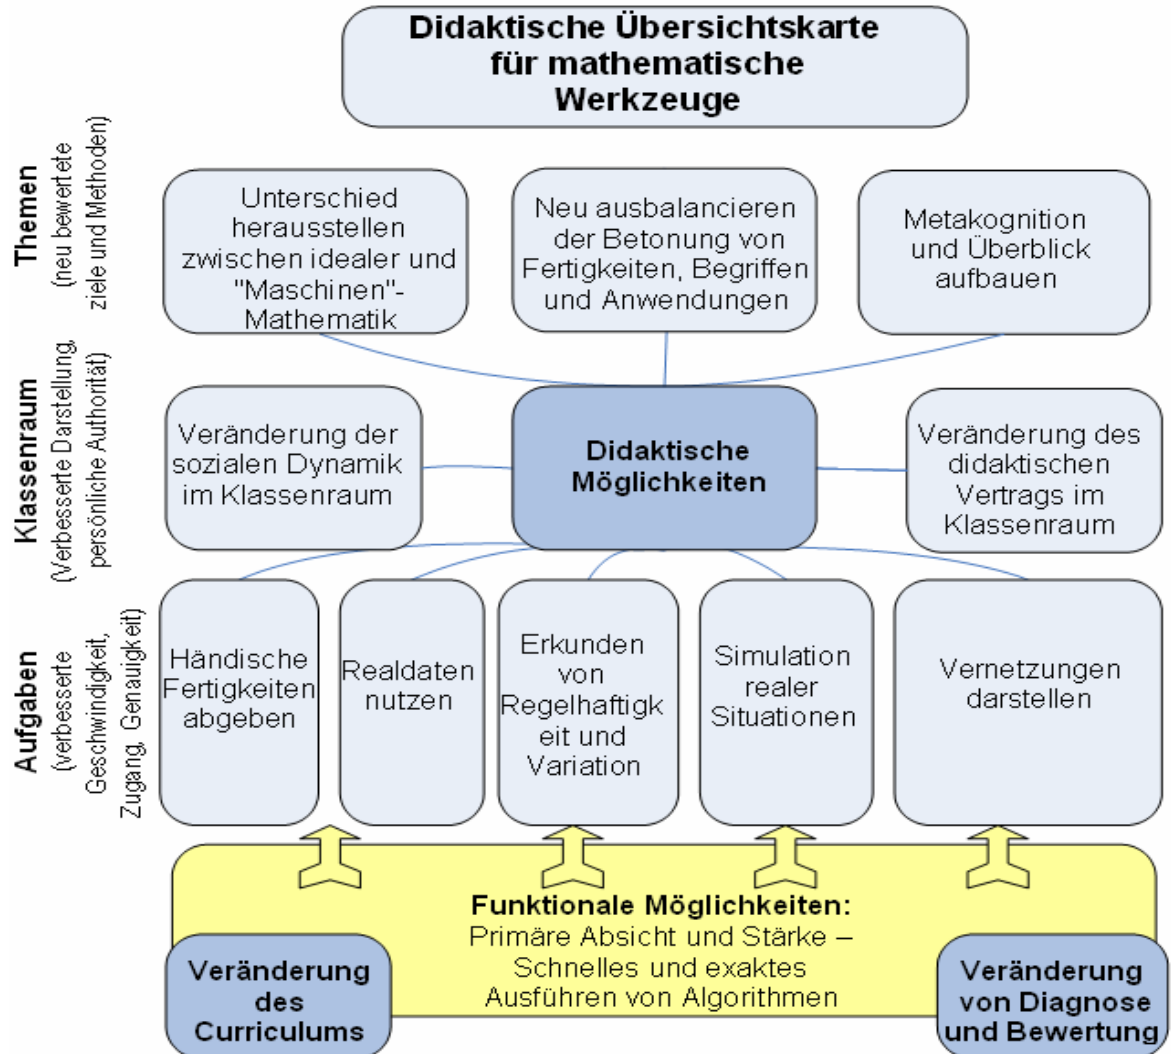 Didaktische Übersichtskarte
für mathematische
Werkzeuge
Themen
(neu bewertete
ziele und Methoden)
Unterschied
herausstellen
zwischen idealer und
"Maschinen"-
Mathematik
Neu ausbalancieren
der Betonung von
Fertigkeiten, Begriffen
und Anwendungen
Metakognition
und Überblick
aufbauen
Klassenraum
(Verbesserte Darstellung,
persönliche Authorität)
Veränderung der
sozialen Dynamik
im Klassenraum
Didaktische
Möglichkeiten
Veränderung des
didaktischen
Vertrags im
Klassenraum
Aufgaben
(verbesserte
Geschwindigkeit,
Zugang, Genauigkeit)
Händische
Fertigkeiten
abgeben
Realdaten
nutzen
Erkunden
von
Regelhaftigk
eit und
Variation
Simulation
realer
Situationen
Vernetzungen
darstellen
Funktionale Möglichkeiten:
Primäre Absicht und Stärke –
Schnelles und exaktes
Ausführen von Algorithmen
Veränderung
des
Curriculums
Veränderung
von Diagnose
und Bewertung